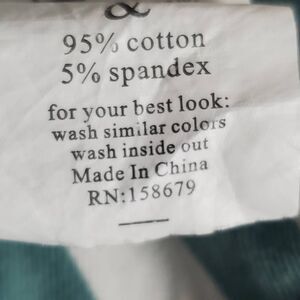 &
95% cotton
5% spandex
for your best look:
wash similar colors
wash inside out
Made In China
RN:158679